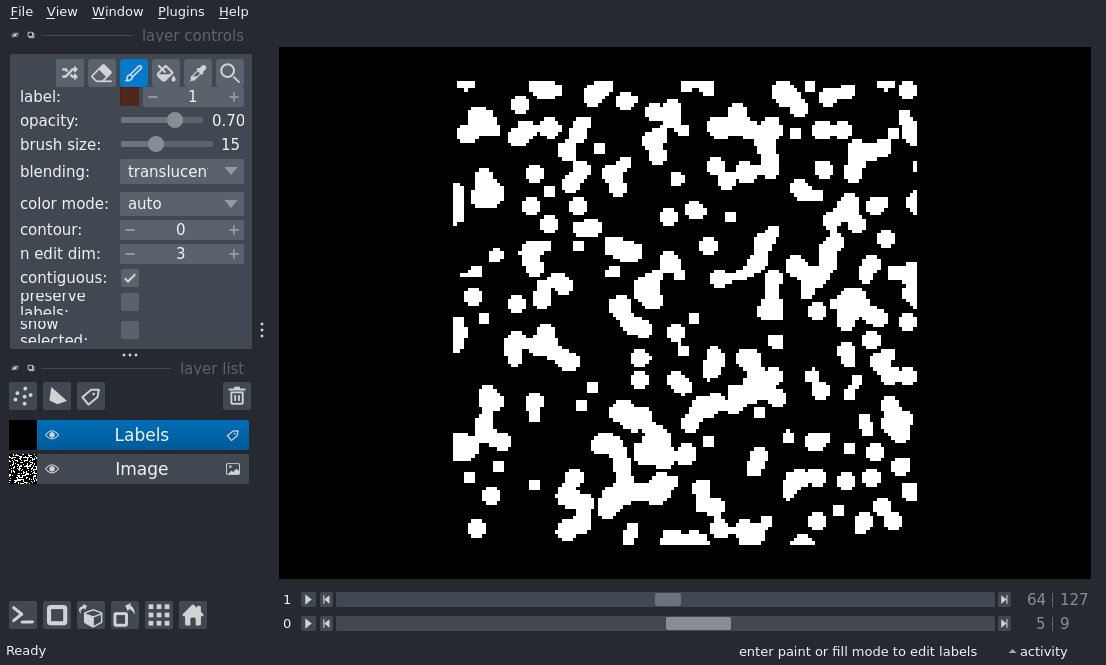 File View Window Plugins Help
layer controls
label: 1
opacity: 0.70
brush size: 15
blending: translucen
color mode: auto
contour: 0
n edit dim: 3
contiguous:
preserve
labels:
show
selected:
layer list
Labels
Image
1 64 | 127
0 5 | 9
Ready enter paint or fill mode to edit labels activity